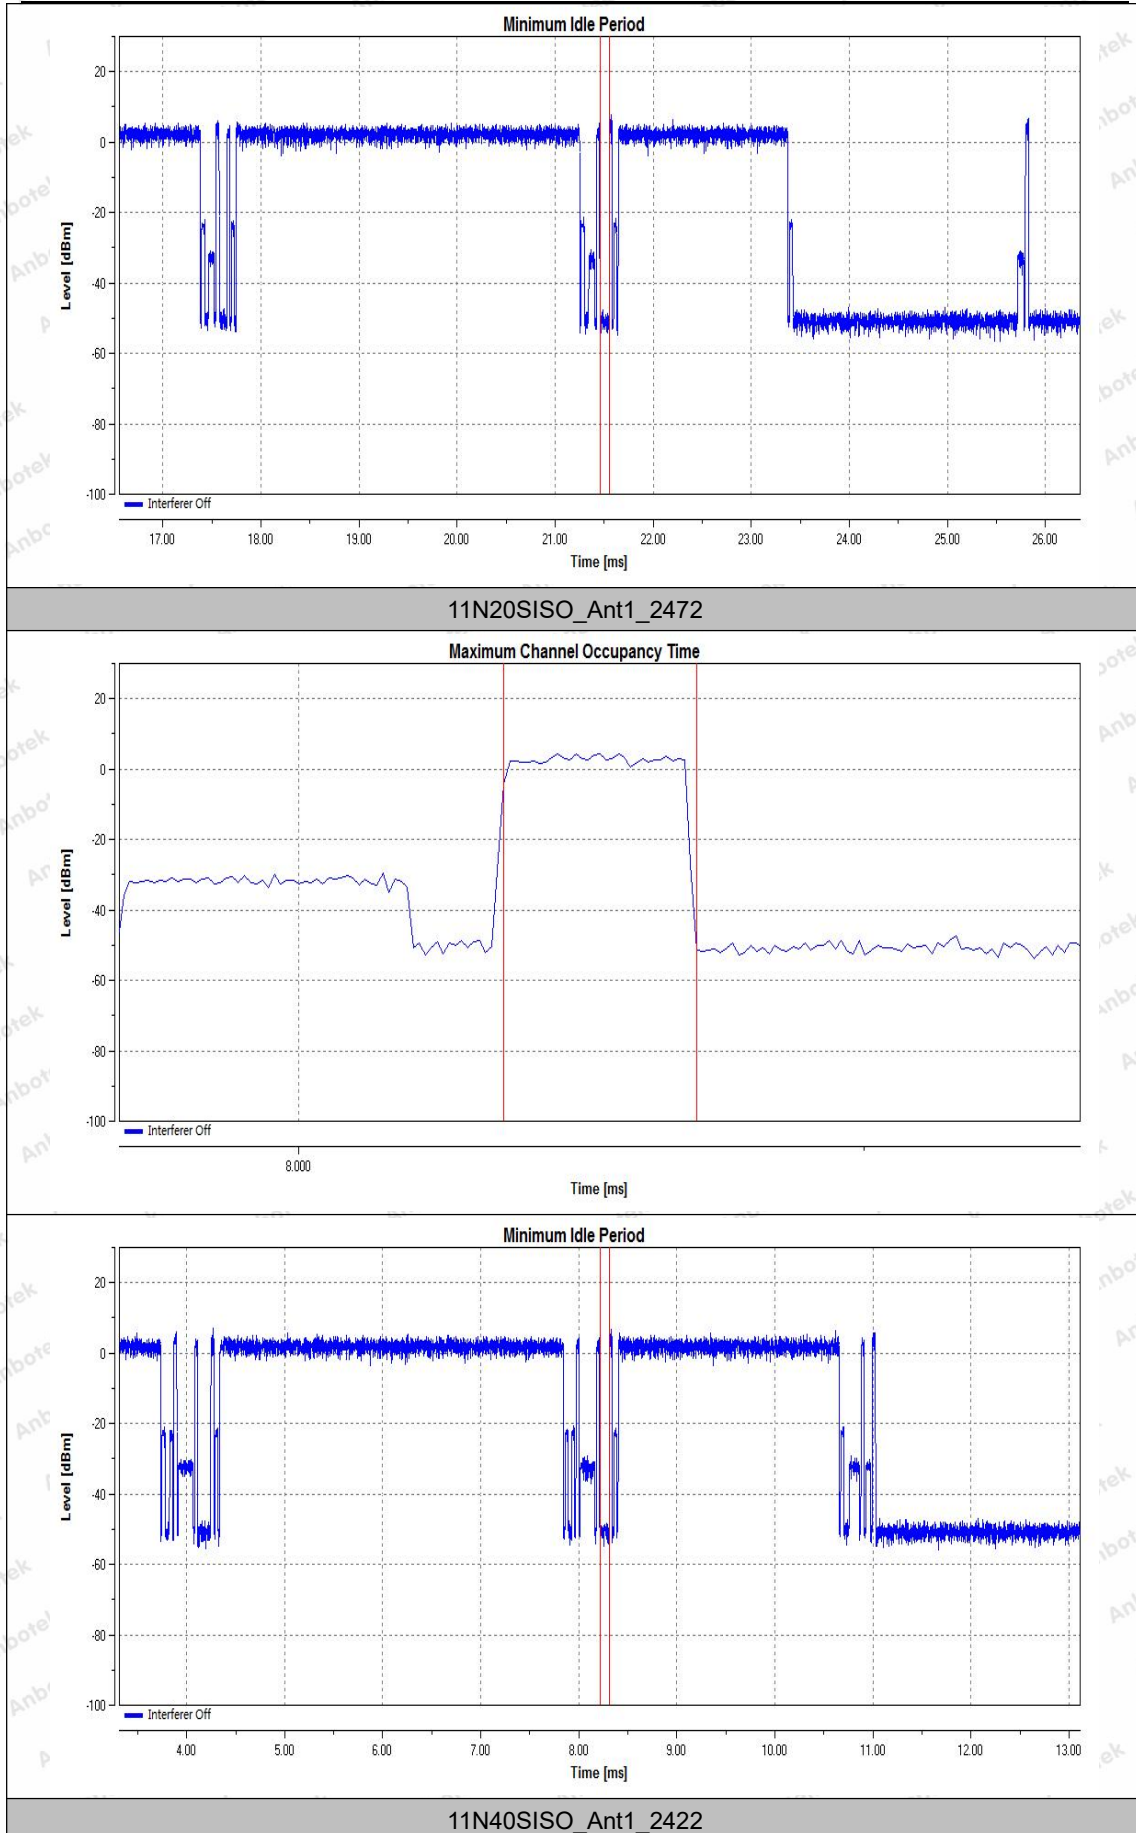 Minimum Idle Period
Level [dBm]
20
0
-20
-40
-60
-80
-100
Interferer Off
17.00 18.00 19.00 20.00 21.00 22.00 23.00 24.00 25.00 26.00
Time [ms]
11N20SISO_Ant1_2472
Maximum Channel Occupancy Time
Level [dBm]
20
0
-20
-40
-60
-80
-100
Interferer Off
8.000
Time [ms]
Minimum Idle Period
Level [dBm]
20
0
-20
-40
-60
-80
-100
Interferer Off
4.00 5.00 6.00 7.00 8.00 9.00 10.00 11.00 12.00 13.00
Time [ms]
11N40SISO_Ant1_2422